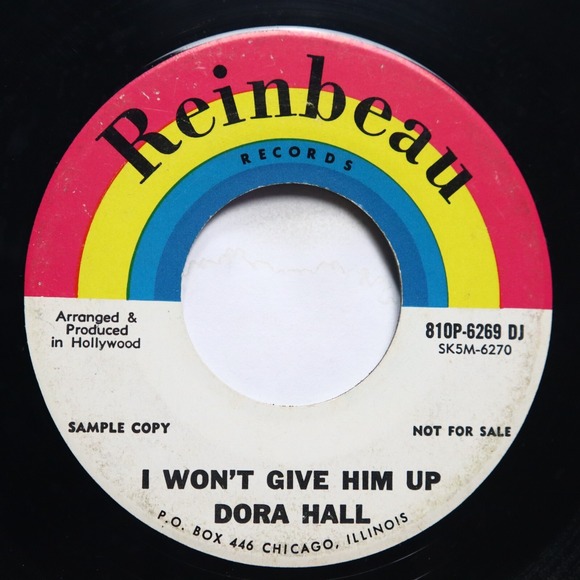 Reinbeau
RECORDS
Arranged &
Produced
in Hollywood
810P-6269 DJ
SK5M-6270
SAMPLE COPY
NOT FOR SALE
I WON'T GIVE HIM UP
DORA HALL
P.O. BOX 446 CHICAGO, ILLINOIS